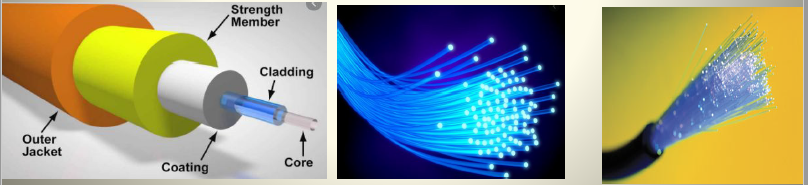 Strength
Member
Cladding
Outer
Jacket
Coating
Core